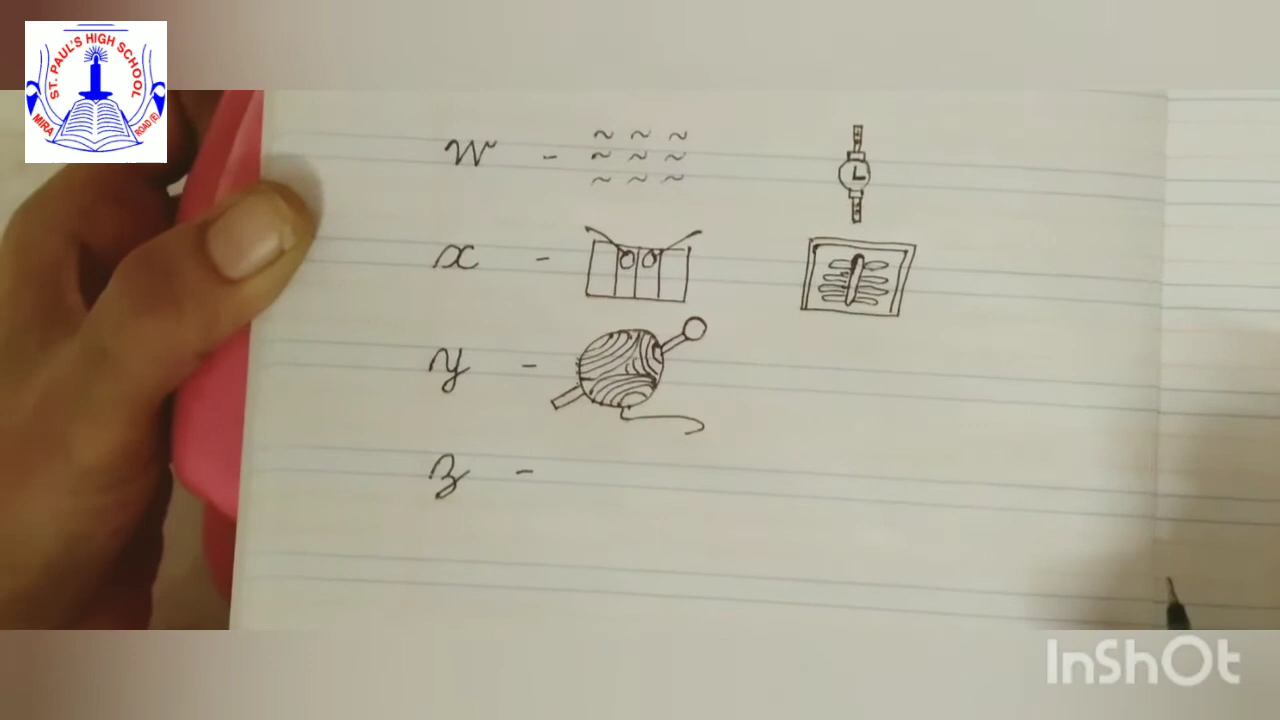 ST. PAUL'S HIGH SCHOOL
MIRA ROAD (E)
w -
x -
y -
z -
InShOt